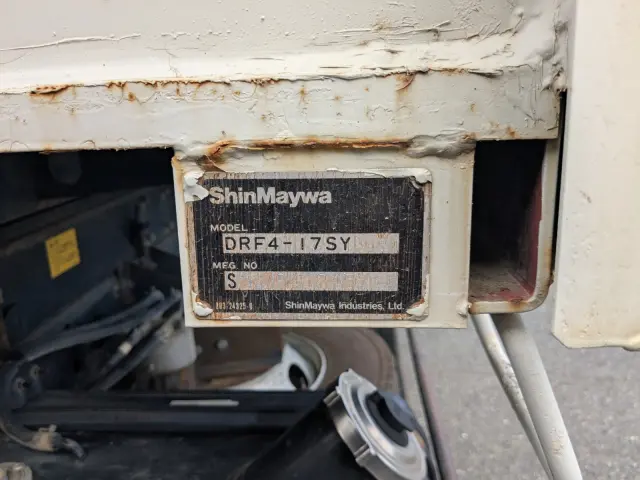 ShinMaywa
MODEL
DRF4-17SY
MFG NO
S
ShinMaywa Industries, Ltd.